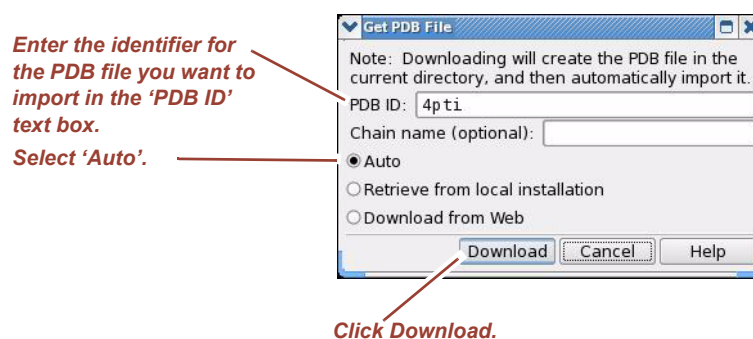 Enter the identifier for
the PDB file you want to
import in the ‘PDB ID’
text box.
Select ‘Auto’.
Get PDB File
Note: Downloading will create the PDB file in the
current directory, and then automatically import it.
PDB ID: 4pti
Chain name (optional):
Auto
Retrieve from local installation
Download from Web
Download Cancel Help
Click Download.